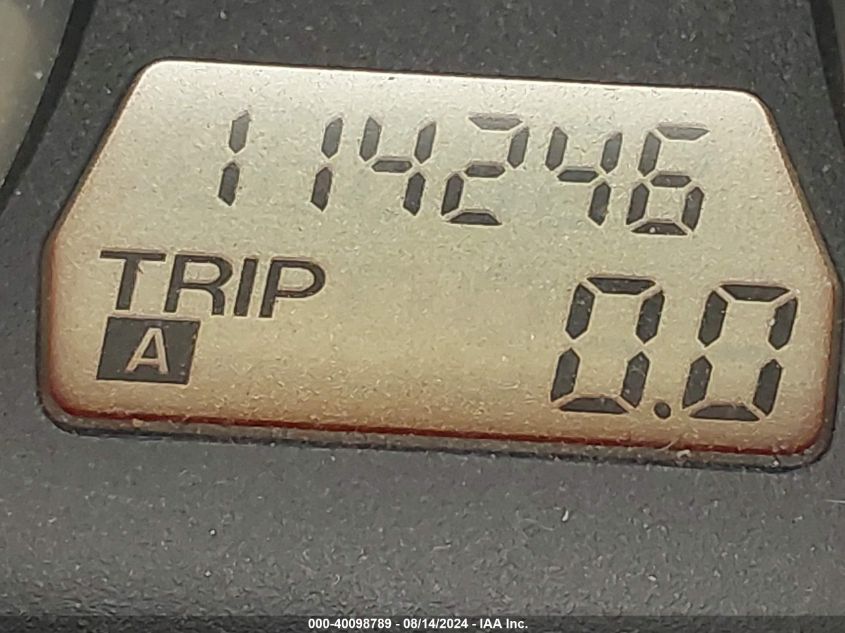 114246
TRIP
A 0.0
000-40098789 - 08/14/2024 - IAA Inc.